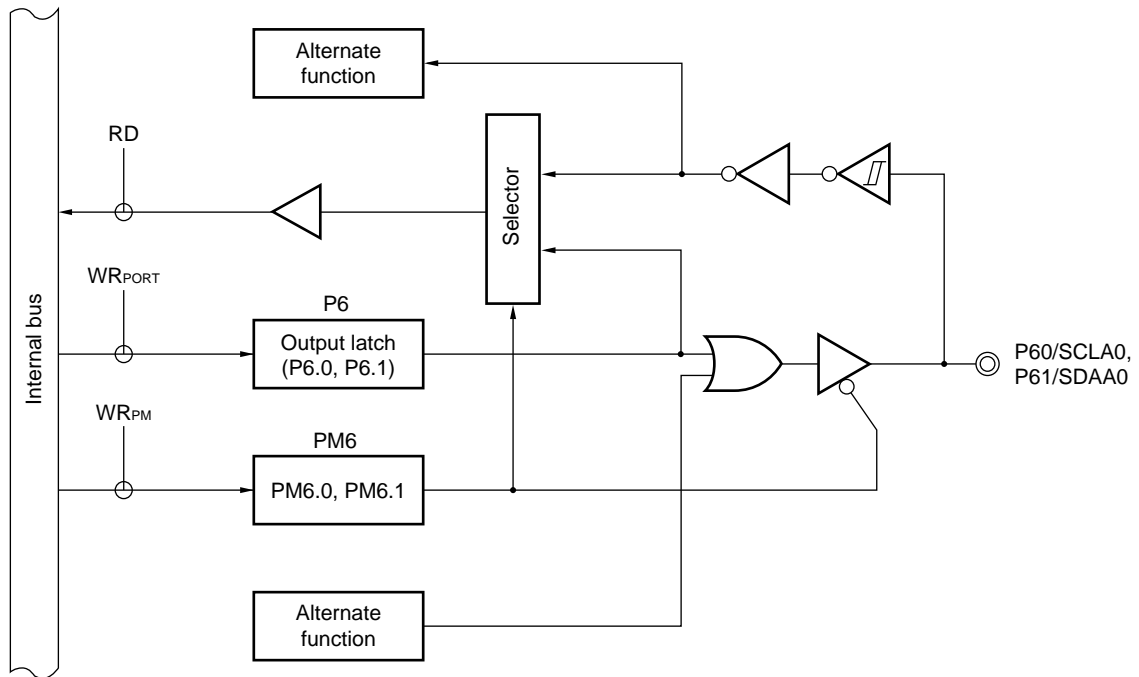 Alternate
function
RD
Selector
WRPORT
P6
Internal bus
Output latch
(P6.0, P6.1)
P60/SCLA0,
P61/SDAA0
WRPM
PM6
PM6.0, PM6.1
Alternate
function